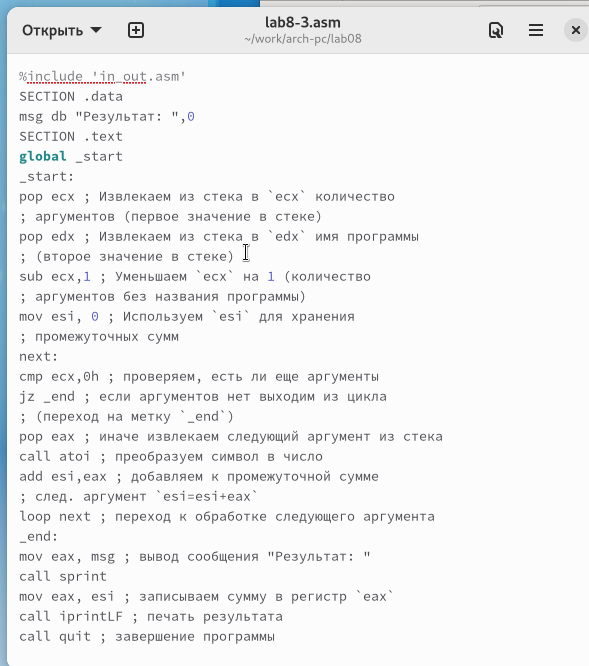 Открыть
lab8-3.asm
~/work/arch-pc/lab08
%include 'in_out.asm'
SECTION .data
msg db "Результат: ",0
SECTION .text
global _start
_start:
pop ecx ; Извлекаем из стека в `ecx` количество
; аргументов (первое значение в стеке)
pop edx ; Извлекаем из стека в `edx` имя программы
; (второе значение в стеке)
sub ecx,1 ; Уменьшаем `ecx` на 1 (количество
; аргументов без названия программы)
mov esi, 0 ; Используем `esi` для хранения
; промежуточных сумм
next:
cmp ecx,0h ; проверяем, есть ли еще аргументы
jz _end ; если аргументов нет выходим из цикла
; (переход на метку `_end`)
pop eax ; иначе извлекаем следующий аргумент из стека
call atoi ; преобразуем символ в число
add esi,eax ; добавляем к промежуточной сумме
; след. аргумент `esi=esi+eax`
loop next ; переход к обработке следующего аргумента
_end:
mov eax, msg ; вывод сообщения "Результат: "
call sprint
mov eax, esi ; записываем сумму в регистр `eax`
call iprintLF ; печать результата
call quit ; завершение программы